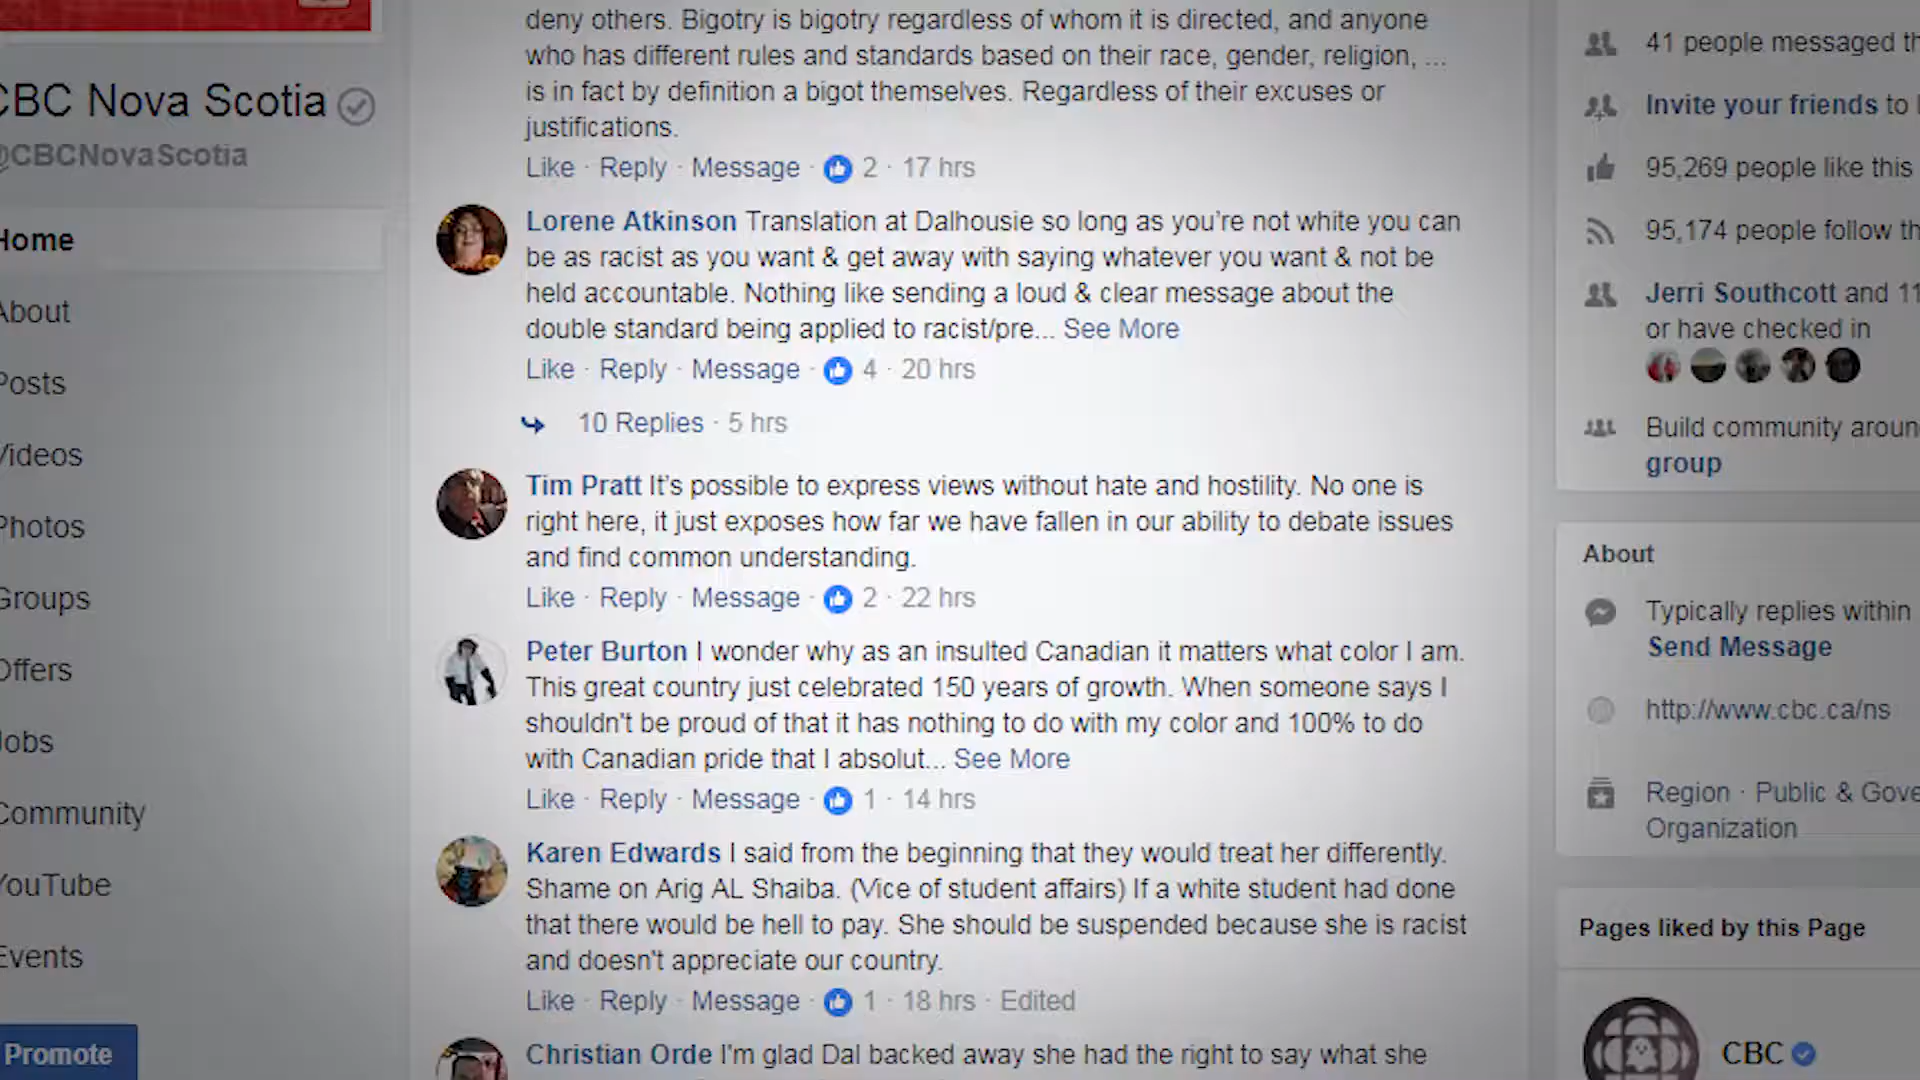 CBC Nova Scotia
@CBCNovaScotia
Home
About
Posts
Videos
Photos
Groups
Offers
Jobs
Community
YouTube
Events
Promote
deny others. Bigotry is bigotry regardless of whom it is directed, and anyone
who has different rules and standards based on their race, gender, religion, ...
is in fact by definition a bigot themselves. Regardless of their excuses or
justifications.
Like · Reply · Message · 2 · 17 hrs
Lorene Atkinson Translation at Dalhousie so long as you're not white you can
be as racist as you want & get away with saying whatever you want & not be
held accountable. Nothing like sending a loud & clear message about the
double standard being applied to racist/pre... See More
Like · Reply · Message · 4 · 20 hrs
10 Replies · 5 hrs
Tim Pratt It's possible to express views without hate and hostility. No one is
right here, it just exposes how far we have fallen in our ability to debate issues
and find common understanding.
Like · Reply · Message · 2 · 22 hrs
Peter Burton I wonder why as an insulted Canadian it matters what color I am.
This great country just celebrated 150 years of growth. When someone says I
shouldn't be proud of that it has nothing to do with my color and 100% to do
with Canadian pride that I absolut... See More
Like · Reply · Message · 1 · 14 hrs
Karen Edwards I said from the beginning that they would treat her differently.
Shame on Arig AL Shaiba. (Vice of student affairs) If a white student had done
that there would be hell to pay. She should be suspended because she is racist
and doesn't appreciate our country.
Like · Reply · Message · 1 · 18 hrs · Edited
Christian Orde I'm glad Dal backed away she had the right to say what she
41 people messaged
Invite your friends to
95,269 people like this
95,174 people follow
Jerri Southcott and 11
or have checked in
Build community
group
About
Typically replies within
Send Message
http://www.cbc.ca/ns
Region · Public &
Organization
Pages liked by this Page
CBC